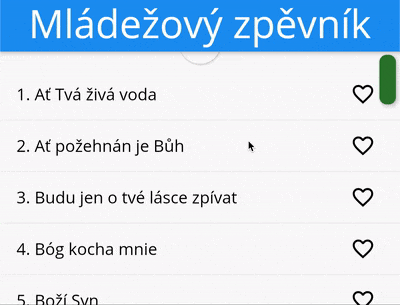 Mládežový zpěvník
1. Ať Tvá živá voda
2. Ať požehnán je Bůh
3. Budu jen o tvé lásce zpívat
4. Bóg kocha mnie
5. Boží Syn